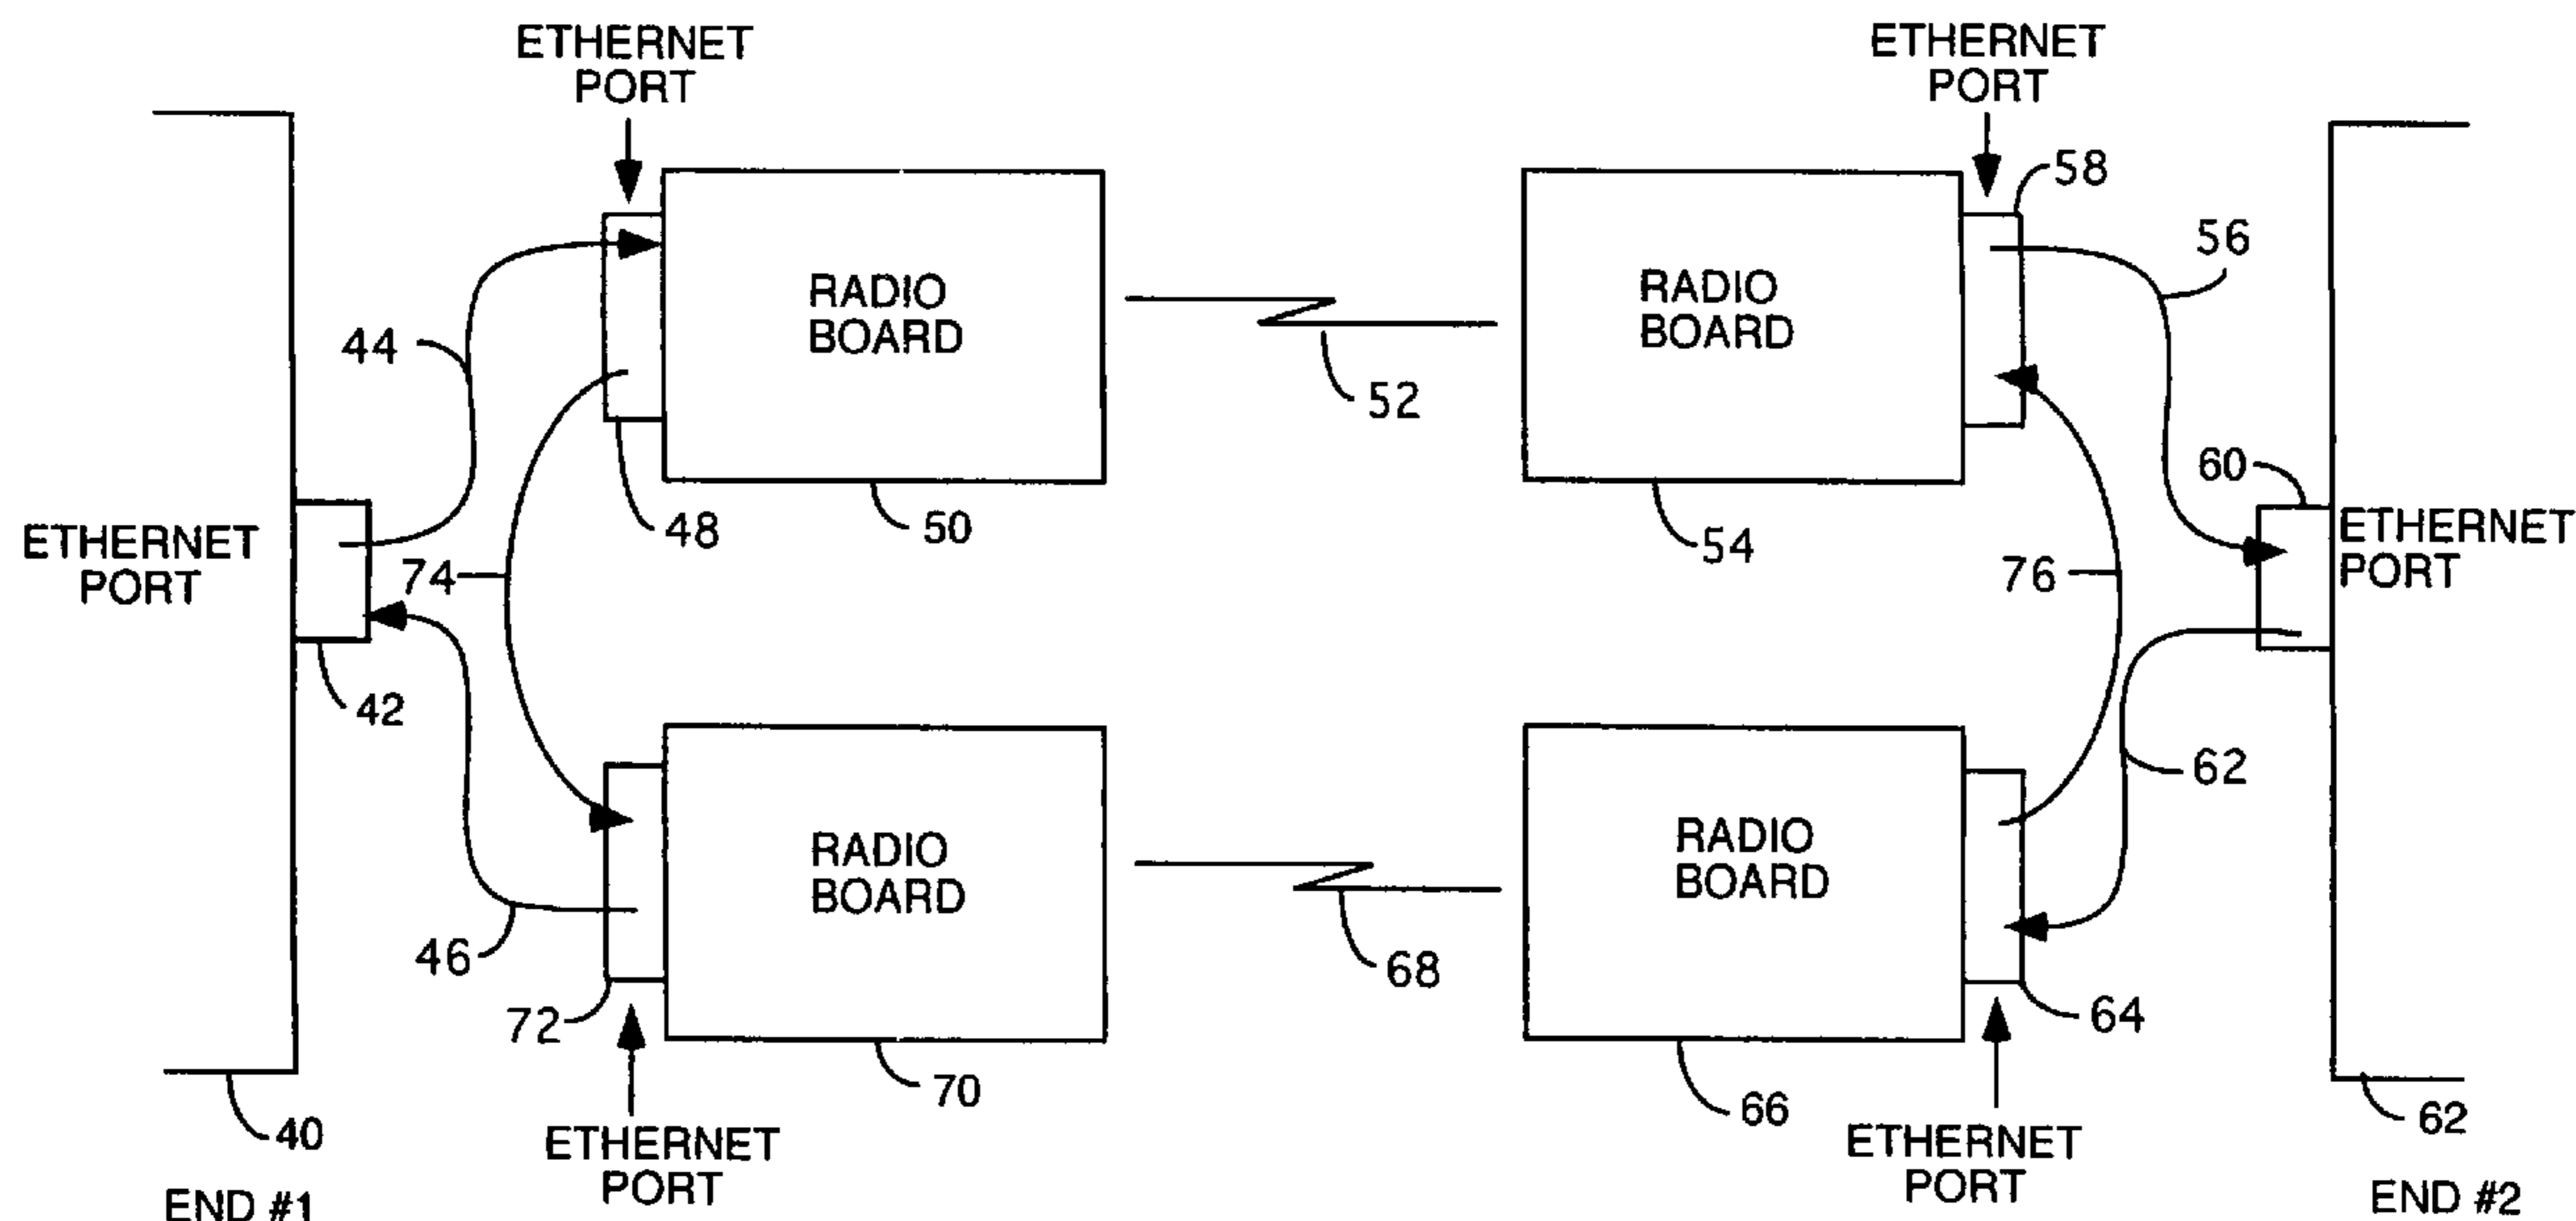 ETHERNET
PORT
ETHERNET
PORT
58
56
RADIO
BOARD
RADIO
BOARD
44
52
60
48
50
54
ETHERNET
PORT
ETHERNET
PORT
74
76
42
62
RADIO
BOARD
RADIO
BOARD
46
68
72
64
70
66
40
62
ETHERNET
PORT
ETHERNET
PORT
END #1
END #2